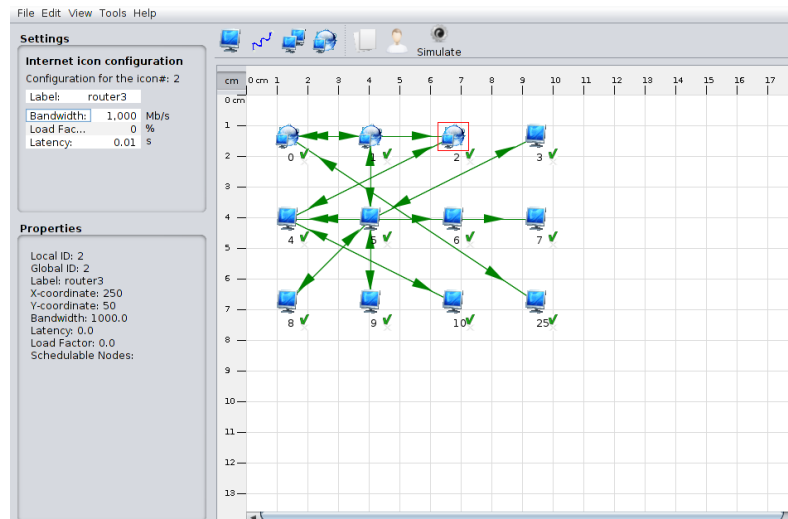 File Edit View Tools Help
Settings
Internet icon configuration
Configuration for the icon#: 2
Label: router3
Bandwidth: 1,000 Mb/s
Load Fac... 0 %
Latency: 0.01 s
Simulate
cm 0 cm 1 2 3 4 5 6 7 8 9 10 11 12 13 14 15 16 17
0 cm
1
2
3
4
5
6
7
8
9
10
11
12
13
0 1 2 3
4 5 6 7
8 9 10 25
Properties
Local ID: 2
Global ID: 2
Label: router3
X-coordinate: 250
Y-coordinate: 50
Bandwidth: 1000.0
Latency: 0.0
Load Factor: 0.0
Schedulable Nodes: